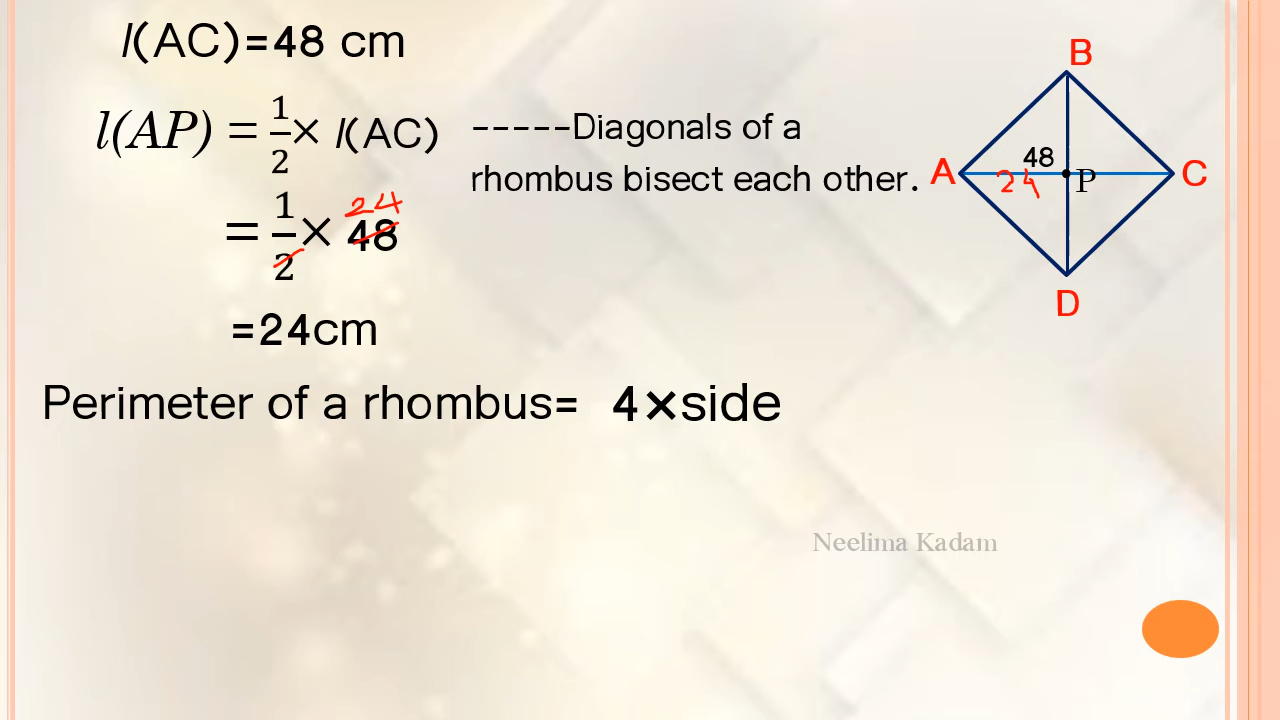 l(AC)=48 cm
l(AP) = 1/2 × l(AC) -----Diagonals of a
rhombus bisect each other.
= 1/2 × 48
24
=24cm
Perimeter of a rhombus= 4×side
B
A
48
24
P
C
D
Neelima Kadam